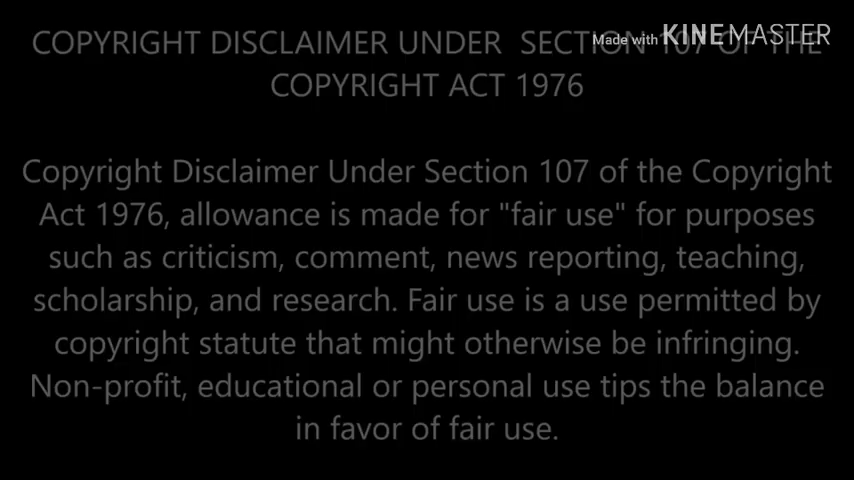 Made with KINEMASTER
COPYRIGHT DISCLAIMER UNDER SECTION 107 OF THE
COPYRIGHT ACT 1976
Copyright Disclaimer Under Section 107 of the Copyright
Act 1976, allowance is made for "fair use" for purposes
such as criticism, comment, news reporting, teaching,
scholarship, and research. Fair use is a use permitted by
copyright statute that might otherwise be infringing.
Non-profit, educational or personal use tips the balance
in favor of fair use.